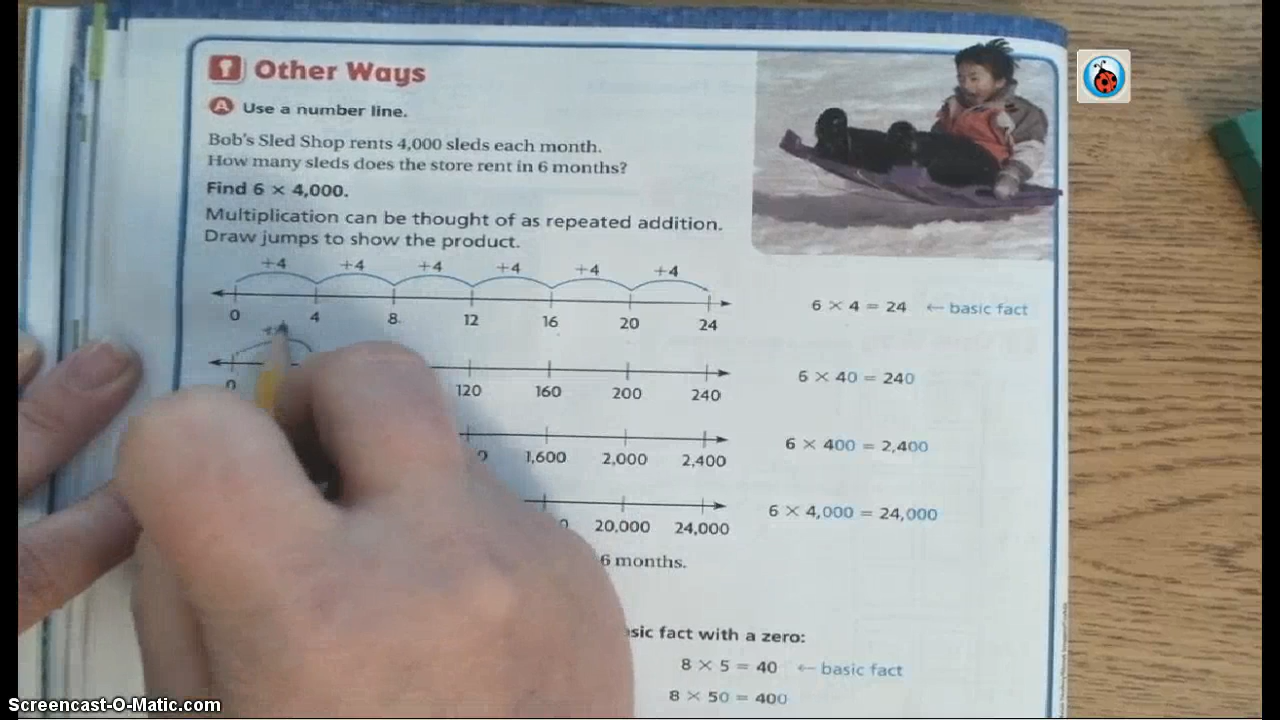 Other Ways
A Use a number line.
Bob's Sled Shop rents 4,000 sleds each month.
How many sleds does the store rent in 6 months?
Find 6 × 4,000.
Multiplication can be thought of as repeated addition.
Draw jumps to show the product.
+4 +4 +4 +4 +4 +4
0 4 8 12 16 20 24
6 × 4 = 24 ← basic fact
120 160 200 240
6 × 40 = 240
1,600 2,000 2,400
6 × 400 = 2,400
20,000 24,000
6 × 4,000 = 24,000
6 months.
fact with a zero:
8 × 5 = 40 ← basic fact
8 × 50 = 400
Screencast-O-Matic.com